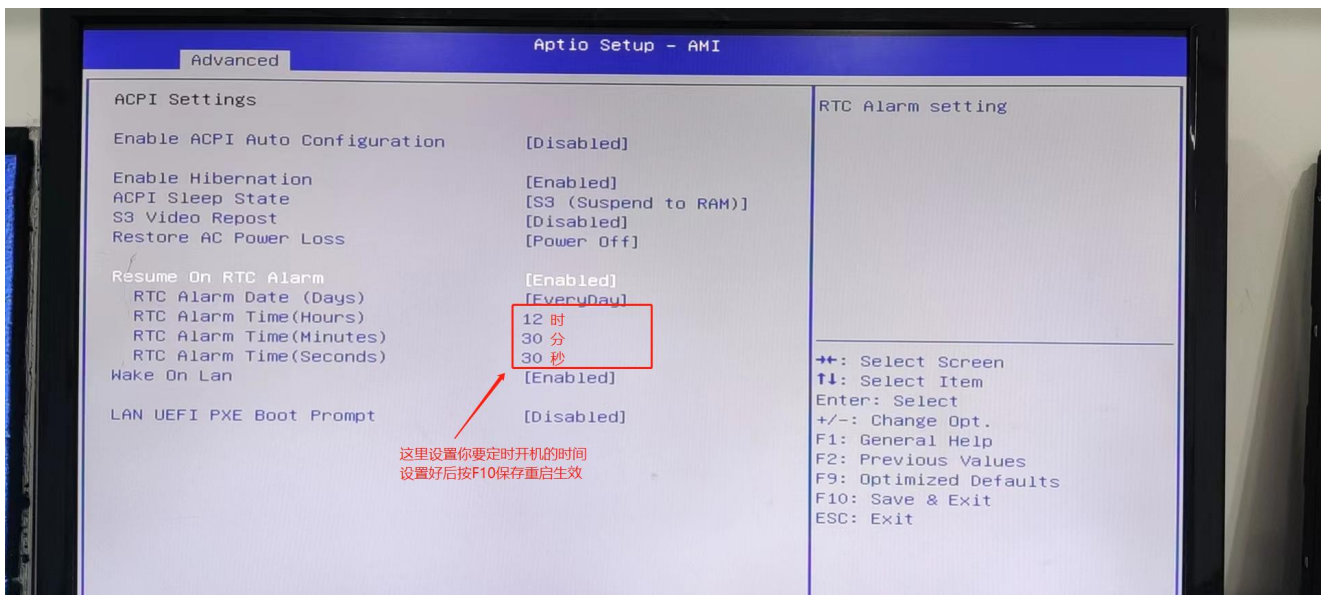 Aptio Setup – AMI
Advanced
ACPI Settings
Enable ACPI Auto Configuration [Disabled]
Enable Hibernation [Enabled]
ACPI Sleep State [S3 (Suspend to RAM)]
S3 Video Repost [Disabled]
Restore AC Power Loss [Power Off]
Resume On RTC Alarm [Enabled]
RTC Alarm Date (Days) [EveryDay]
RTC Alarm Time(Hours) 12 时
RTC Alarm Time(Minutes) 30 分
RTC Alarm Time(Seconds) 30 秒
Wake On Lan [Enabled]
LAN UEFI PXE Boot Prompt [Disabled]
这里设置你要定时开机的时间
设置好后按F10保存重启生效
RTC Alarm setting
→←: Select Screen
↑↓: Select Item
Enter: Select
+/-: Change Opt.
F1: General Help
F2: Previous Values
F9: Optimized Defaults
F10: Save & Exit
ESC: Exit